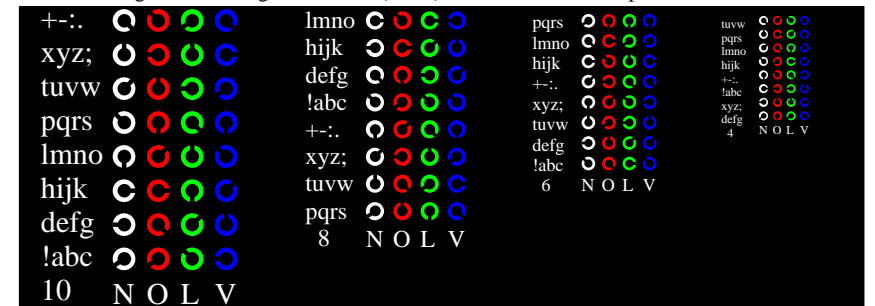 +-:.
xyz;
tuvw
pqrs
lmno
hijk
defg
!abc
10 N O L V
lmno
hijk
defg
!abc
+-:.
xyz;
tuvw
pqrs
8 N O L V
pqrs
lmno
hijk
+-:.
xyz;
tuvw
defg
!abc
6 N O L V
tuvw
pqrs
lmno
hijk
+-:.
!abc
xyz;
defg
4 N O L V